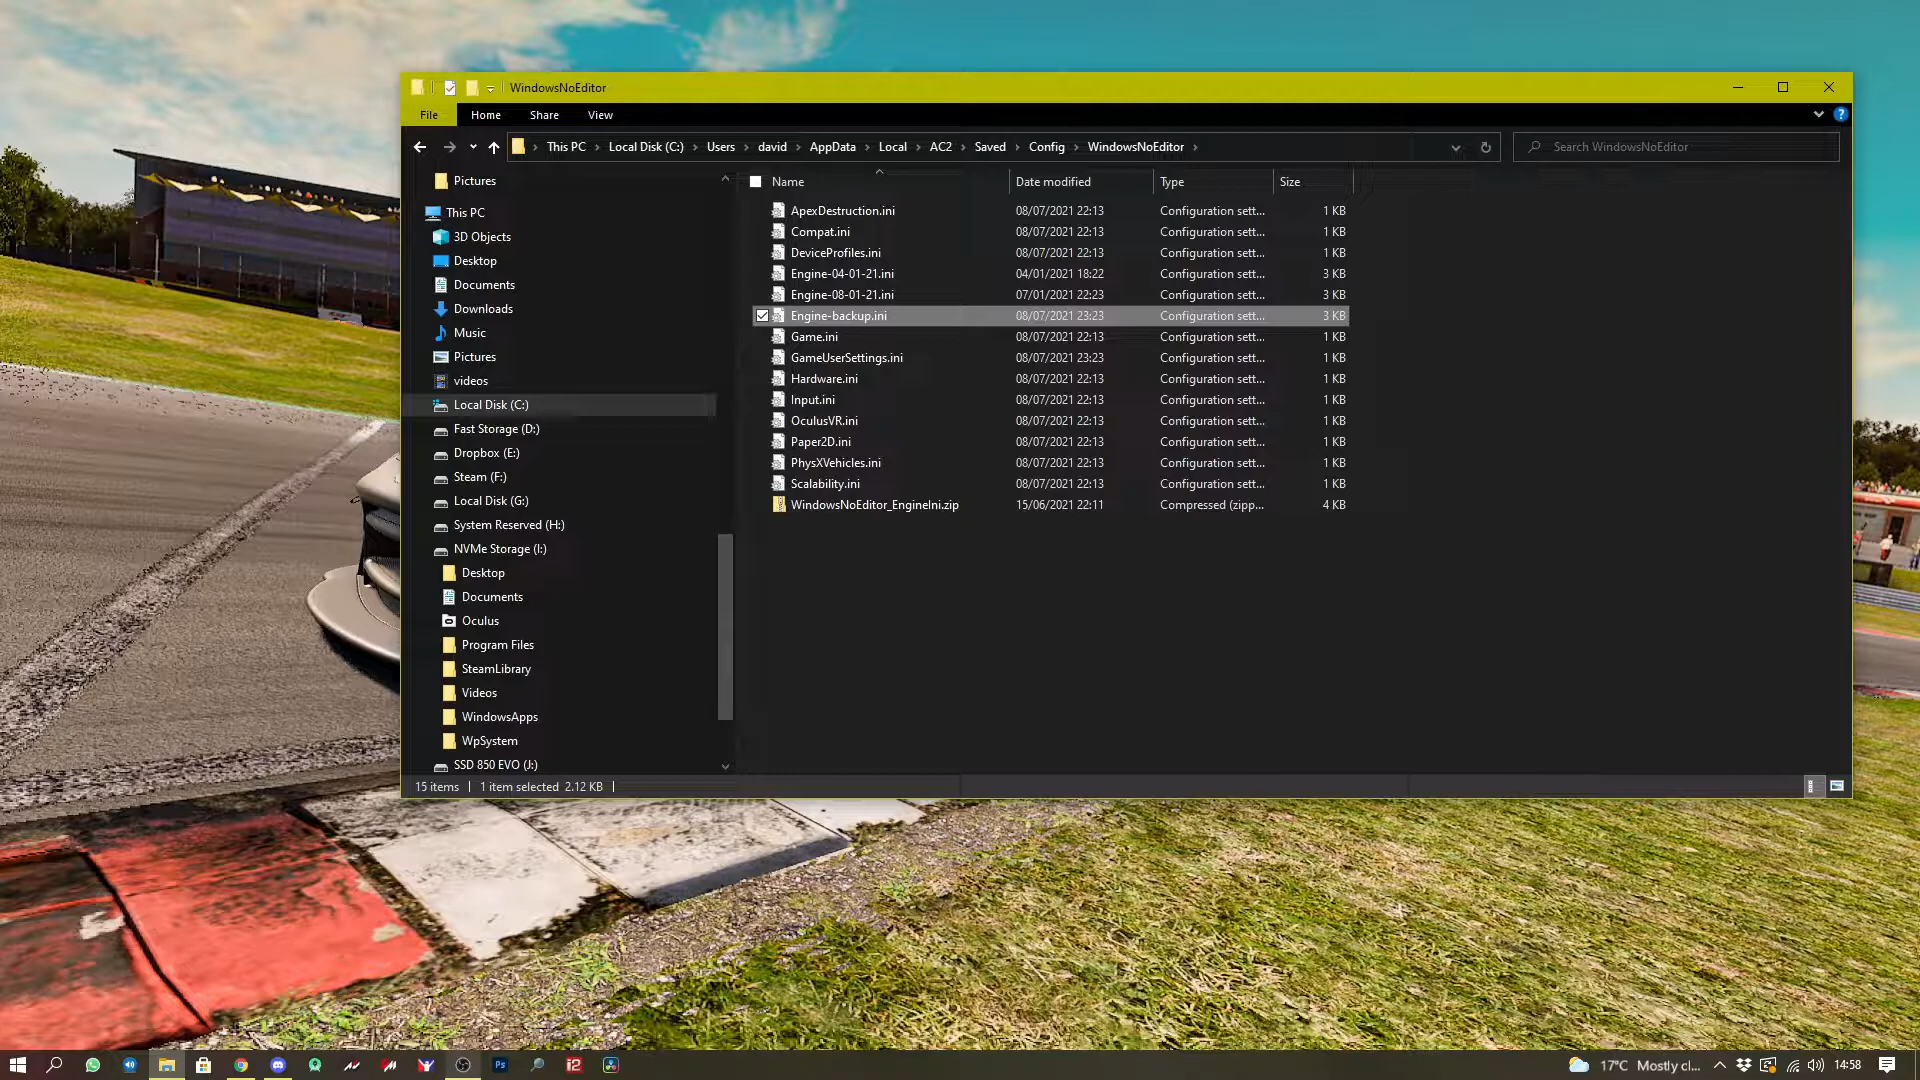 WindowsNoEditor
File Home Share View
This PC Local Disk (C:) Users david AppData Local AC2 Saved Config WindowsNoEditor Search WindowsNoEditor
Pictures
This PC
3D Objects
Desktop
Documents
Downloads
Music
Pictures
videos
Local Disk (C:)
Fast Storage (D:)
Dropbox (E:)
Steam (F:)
Local Disk (G:)
System Reserved (H:)
NVMe Storage (I:)
Desktop
Documents
Oculus
Program Files
SteamLibrary
Videos
WindowsApps
WpSystem
SSD 850 EVO (J:)
Name Date modified Type Size
ApexDestruction.ini 08/07/2021 22:13 Configuration sett... 1 KB
Compat.ini 08/07/2021 22:13 Configuration sett... 1 KB
DeviceProfiles.ini 08/07/2021 22:13 Configuration sett... 1 KB
Engine-04-01-21.ini 04/01/2021 18:22 Configuration sett... 3 KB
Engine-08-01-21.ini 07/01/2021 22:23 Configuration sett... 3 KB
Engine-backup.ini 08/07/2021 23:23 Configuration sett... 3 KB
Game.ini 08/07/2021 22:13 Configuration sett... 1 KB
GameUserSettings.ini 08/07/2021 23:23 Configuration sett... 1 KB
Hardware.ini 08/07/2021 22:13 Configuration sett... 1 KB
Input.ini 08/07/2021 22:13 Configuration sett... 1 KB
OculusVR.ini 08/07/2021 22:13 Configuration sett... 1 KB
Paper2D.ini 08/07/2021 22:13 Configuration sett... 1 KB
PhysXVehicles.ini 08/07/2021 22:13 Configuration sett... 1 KB
Scalability.ini 08/07/2021 22:13 Configuration sett... 1 KB
WindowsNoEditor_EngineIni.zip 15/06/2021 22:11 Compressed (zipp... 4 KB
15 items 1 item selected 2.12 KB
Ps i2 17°C Mostly cl... 14:58